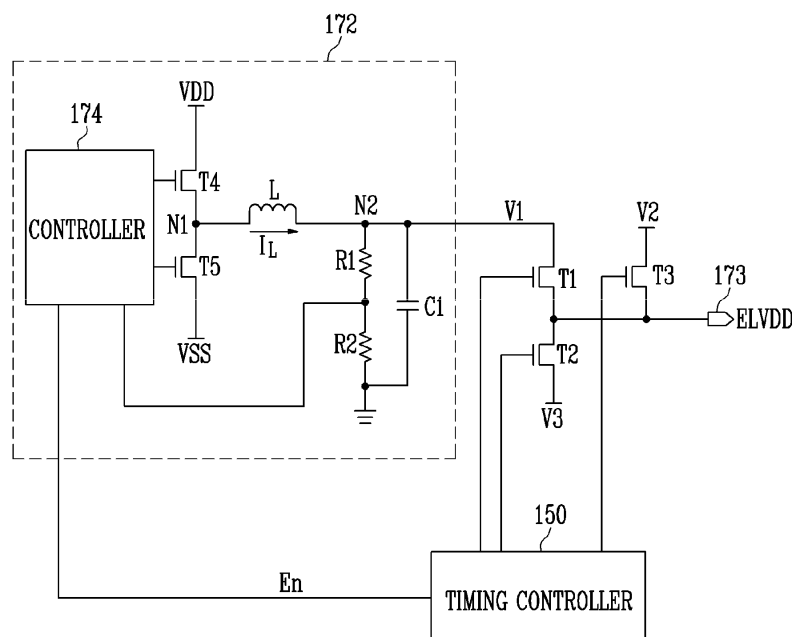 172
174
VDD
T4
L
N2
V1
V2
CONTROLLER
N1
IL
R1
T1
T3
173
T5
C1
ELVDD
R2
T2
VSS
V3
150
En
TIMING CONTROLLER